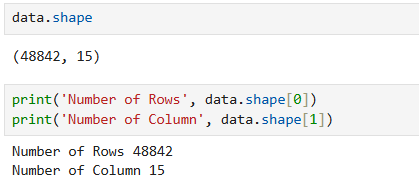 data.shape
(48842, 15)
print('Number of Rows', data.shape[0])
print('Number of Column', data.shape[1])
Number of Rows 48842
Number of Column 15